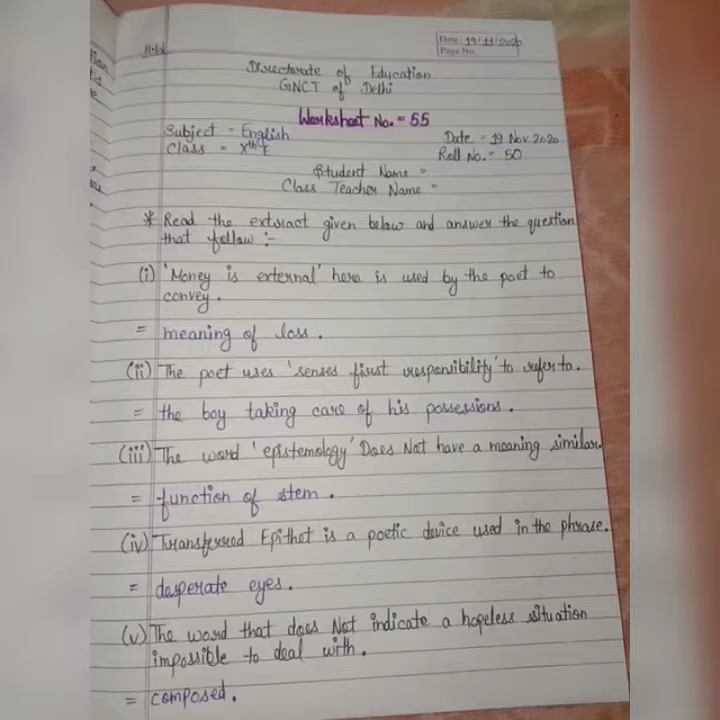 H.W
Date 19/11/2020
Page No.
Directorate of Education
GNCT of Delhi
Worksheet No. = 55
Subject = English
Date = 19 Nov. 2020
Class = Xth E
Roll No. = 50
Student Name =
Class Teacher Name =
* Read the extract given below and answer the question
that follow :-
(i) 'Money is external' here is used by the poet to
convey.
= meaning of loss.
(ii) The poet uses 'senses first responsibility' to refer to.
= the boy taking care of his possessions.
(iii) The word 'epistemology' Does Not have a meaning similar.
= function of stem.
(iv) Transferred Epithet is a poetic device used in the phrase.
= desperate eyes.
(v) The word that does Not indicate a hopeless situation
impossible to deal with.
= composed.